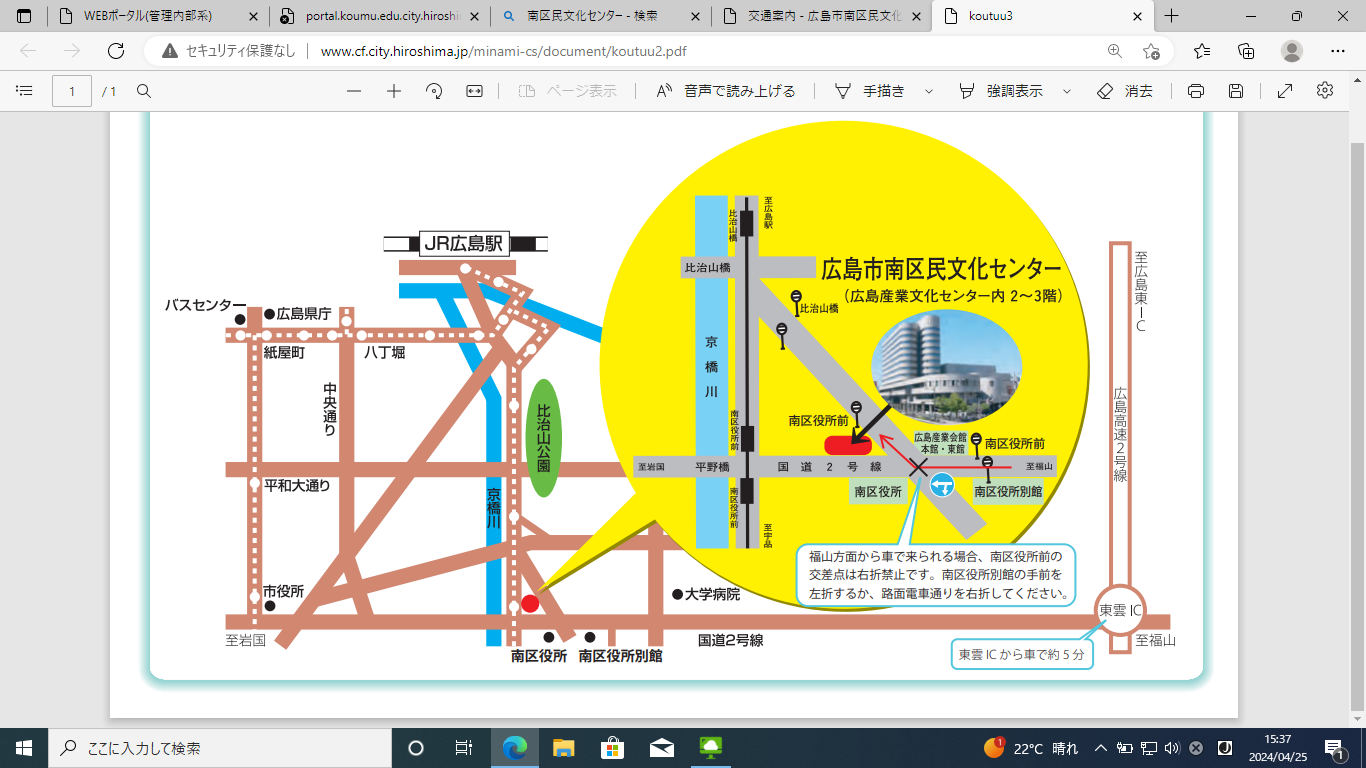 WEBポータル(管理内部系)
portal.koumu.edu.city.hiroshi
南区民文化センター - 検索
交通案内 - 広島市南区民文化
koutuu3
セキュリティ保護なし
www.cf.city.hiroshima.jp/minami-cs/document/koutuu2.pdf
1 / 1
ページ表示
音声で読み上げる
手描き
強調表示
消去
JR広島駅
バスセンター
広島県庁
紙屋町
八丁堀
中央通り
比治山公園
平和大通り
京橋川
市役所
至岩国
南区役所
南区役所別館
大学病院
国道2号線
至広島駅
比治山橋
比治山橋
広島市南区民文化センター
(広島産業文化センター内 2〜3階)
比治山橋
京橋川
南区役所前
南区役所前
広島産業会館
本館・東館
南区役所前
至岩国
平野橋
国道2号線
至福山
南区役所前
南区役所
南区役所別館
至宇品
福山方面から車で来られる場合、南区役所前の
交差点は右折禁止です。南区役所別館の手前を
左折するか、路面電車通りを右折してください。
至広島東IC
広島高速2号線
東雲 IC
至福山
東雲 IC から車で約 5 分
ここに入力して検索
1
22°C 晴れ
J
15:37
2024/04/25
1